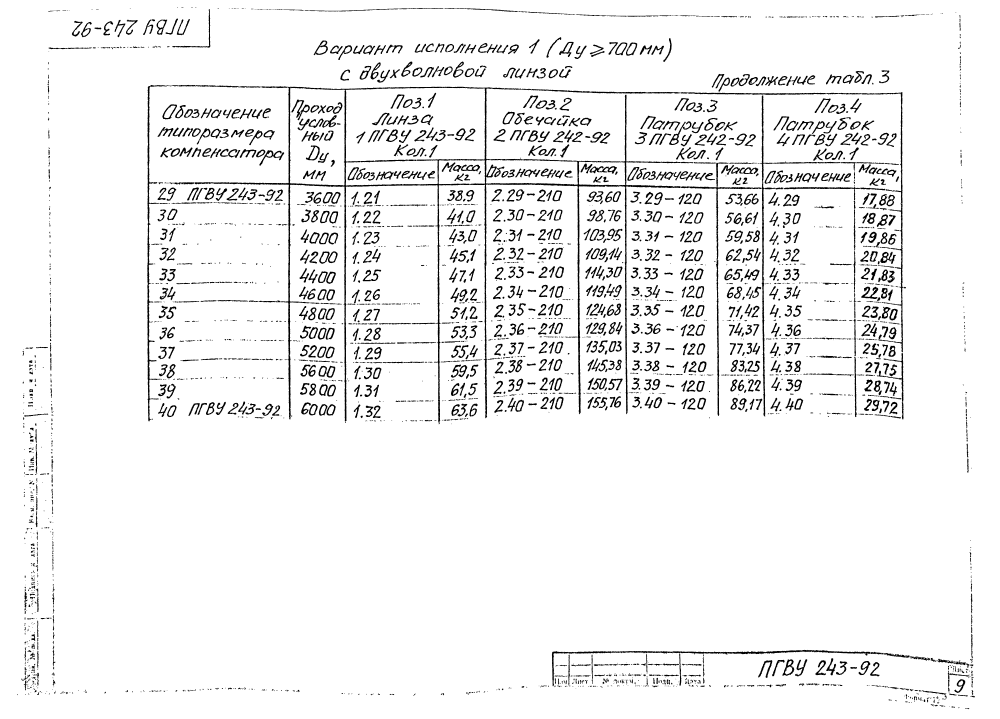 ПГВУ 243-92
Вариант исполнения 1 (Ду ≥ 700 мм)
с двухволновой линзой
Продолжение табл. 3
Обозначение типоразмера компенсатора | Проход условный Ду, мм | Поз.1 Линза 1 ПГВУ 243-92 Кол.1 | Поз.2 Обечайка 2 ПГВУ 242-92 Кол.1 | Поз.3 Патрубок 3 ПГВУ 242-92 Кол.1 | Поз.4 Патрубок 4 ПГВУ 242-92 Кол.1
Обозначение | Масса, кг | Обозначение | Масса, кг | Обозначение | Масса, кг | Обозначение | Масса, кг
29 ПГВУ 243-92 | 3600 | 1.21 | 38,9 | 2.29-210 | 93,60 | 3.29-120 | 53,66 | 4.29 | 17,88
30 | 3800 | 1.22 | 41,0 | 2.30-210 | 98,76 | 3.30-120 | 56,61 | 4.30 | 18,87
31 | 4000 | 1.23 | 43,0 | 2.31-210 | 103,95 | 3.31-120 | 59,58 | 4.31 | 19,86
32 | 4200 | 1.24 | 45,1 | 2.32-210 | 109,14 | 3.32-120 | 62,54 | 4.32 | 20,84
33 | 4400 | 1.25 | 47,1 | 2.33-210 | 114,30 | 3.33-120 | 65,49 | 4.33 | 21,83
34 | 4600 | 1.26 | 49,2 | 2.34-210 | 119,49 | 3.34-120 | 68,45 | 4.34 | 22,81
35 | 4800 | 1.27 | 51,2 | 2.35-210 | 124,68 | 3.35-120 | 71,42 | 4.35 | 23,80
36 | 5000 | 1.28 | 53,3 | 2.36-210 | 129,84 | 3.36-120 | 74,37 | 4.36 | 24,79
37 | 5200 | 1.29 | 55,4 | 2.37-210 | 135,03 | 3.37-120 | 77,34 | 4.37 | 25,78
38 | 5600 | 1.30 | 59,5 | 2.38-210 | 145,38 | 3.38-120 | 83,25 | 4.38 | 27,75
39 | 5800 | 1.31 | 61,5 | 2.39-210 | 150,57 | 3.39-120 | 86,22 | 4.39 | 28,74
40 ПГВУ 243-92 | 6000 | 1.32 | 63,6 | 2.40-210 | 155,76 | 3.40-120 | 89,17 | 4.40 | 29,72
ПГВУ 243-92
Лист
9
Изм Лист № докум. Подп. Дата